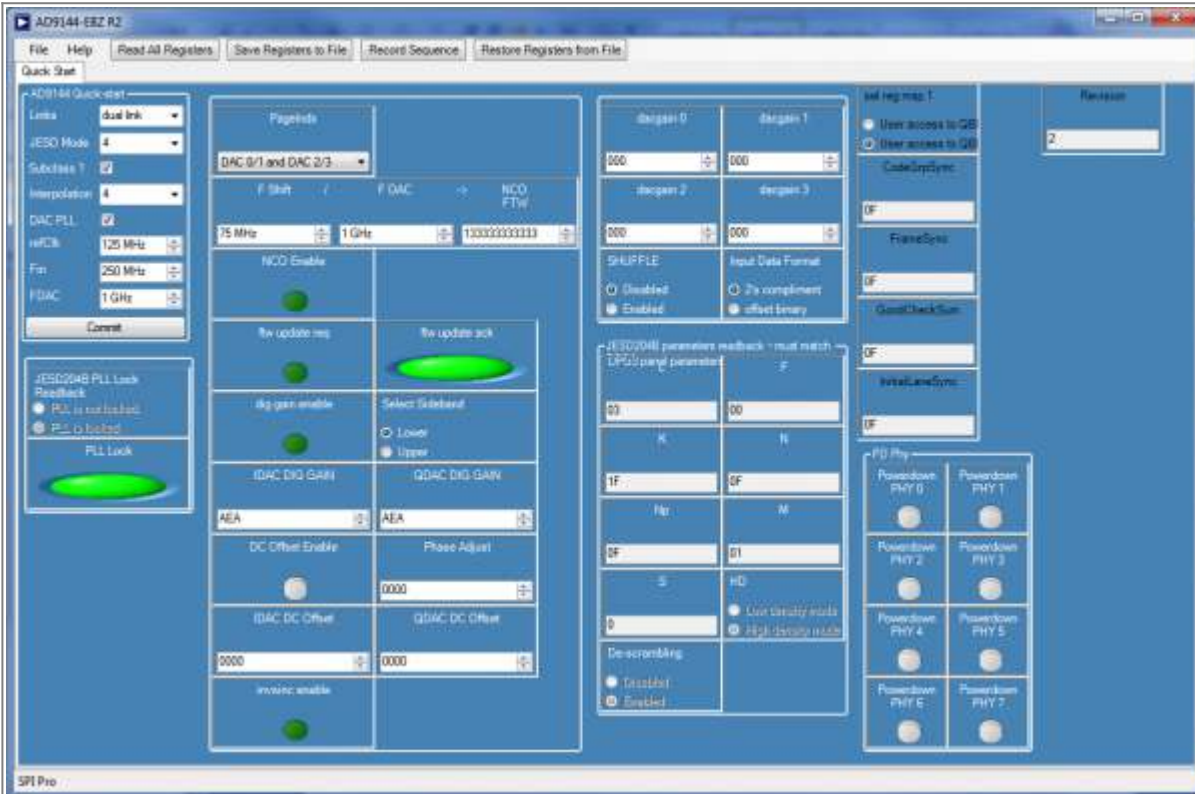 AD9144-EBZ R2
File Help Read All Registers Save Registers to File Record Sequence Restore Registers from File
Quick Start
AD9144 Quick-start
Links dual link
JESD Mode 4
Subclass 1
Interpolation 4
DAC PLL
refClk 125 MHz
Fin 250 MHz
FDAC 1 GHz
Commit
JESD204B PLL Lock
Readback
PLL is not locked
PLL is locked
PLL Lock
DAC 0/1 and DAC 2/3
F Shift / F DAC -> NCO
FTW
75 MHz 1 GHz 133333333333
NCO Enable
ftw update req ftw update ack
dig gain enable Select Sideband
Lower
Upper
IDAC DIG GAIN QDAC DIG GAIN
AEA AEA
DC Offset Enable Phase Adjust
0000
IDAC DC Offset QDAC DC Offset
0000 0000
invsinc enable
dacgain 0 dacgain 1
000 000
dacgain 2 dacgain 3
000 000
SHUFFLE Input Data Format
Disabled 2's compliment
Enabled offset binary
JESD204B parameters readback - must match
panel parameters
L F
03 00
K N
1F 0F
Np M
0F 01
S HD
0 Low density mode
High density mode
De-scrambling
Disabled
Enabled
sel reg map 1
User access to
User access to
CodeGrpSync
0F
FrameSync
0F
GoodCheckSum
0F
InitialLaneSync
0F
PD Phy
Powerdown PHY 0 Powerdown PHY 1
Powerdown PHY 2 Powerdown PHY 3
Powerdown PHY 4 Powerdown PHY 5
Powerdown PHY 6 Powerdown PHY 7
Revision
2
SPI Pro